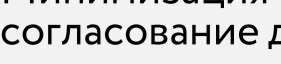 Минимизация
согласование д